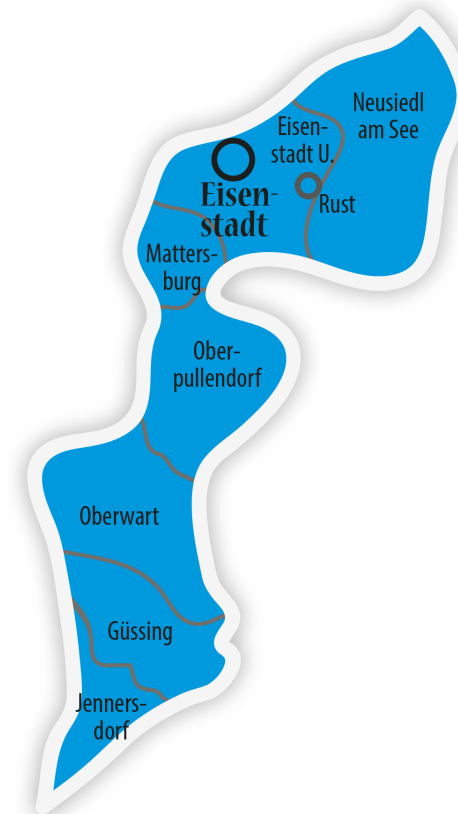 Neusiedl
am See
Eisen-
stadt U.
Eisen-
stadt
Rust
Matters-
burg
Ober-
pullendorf
Oberwart
Güssing
Jenners-
dorf